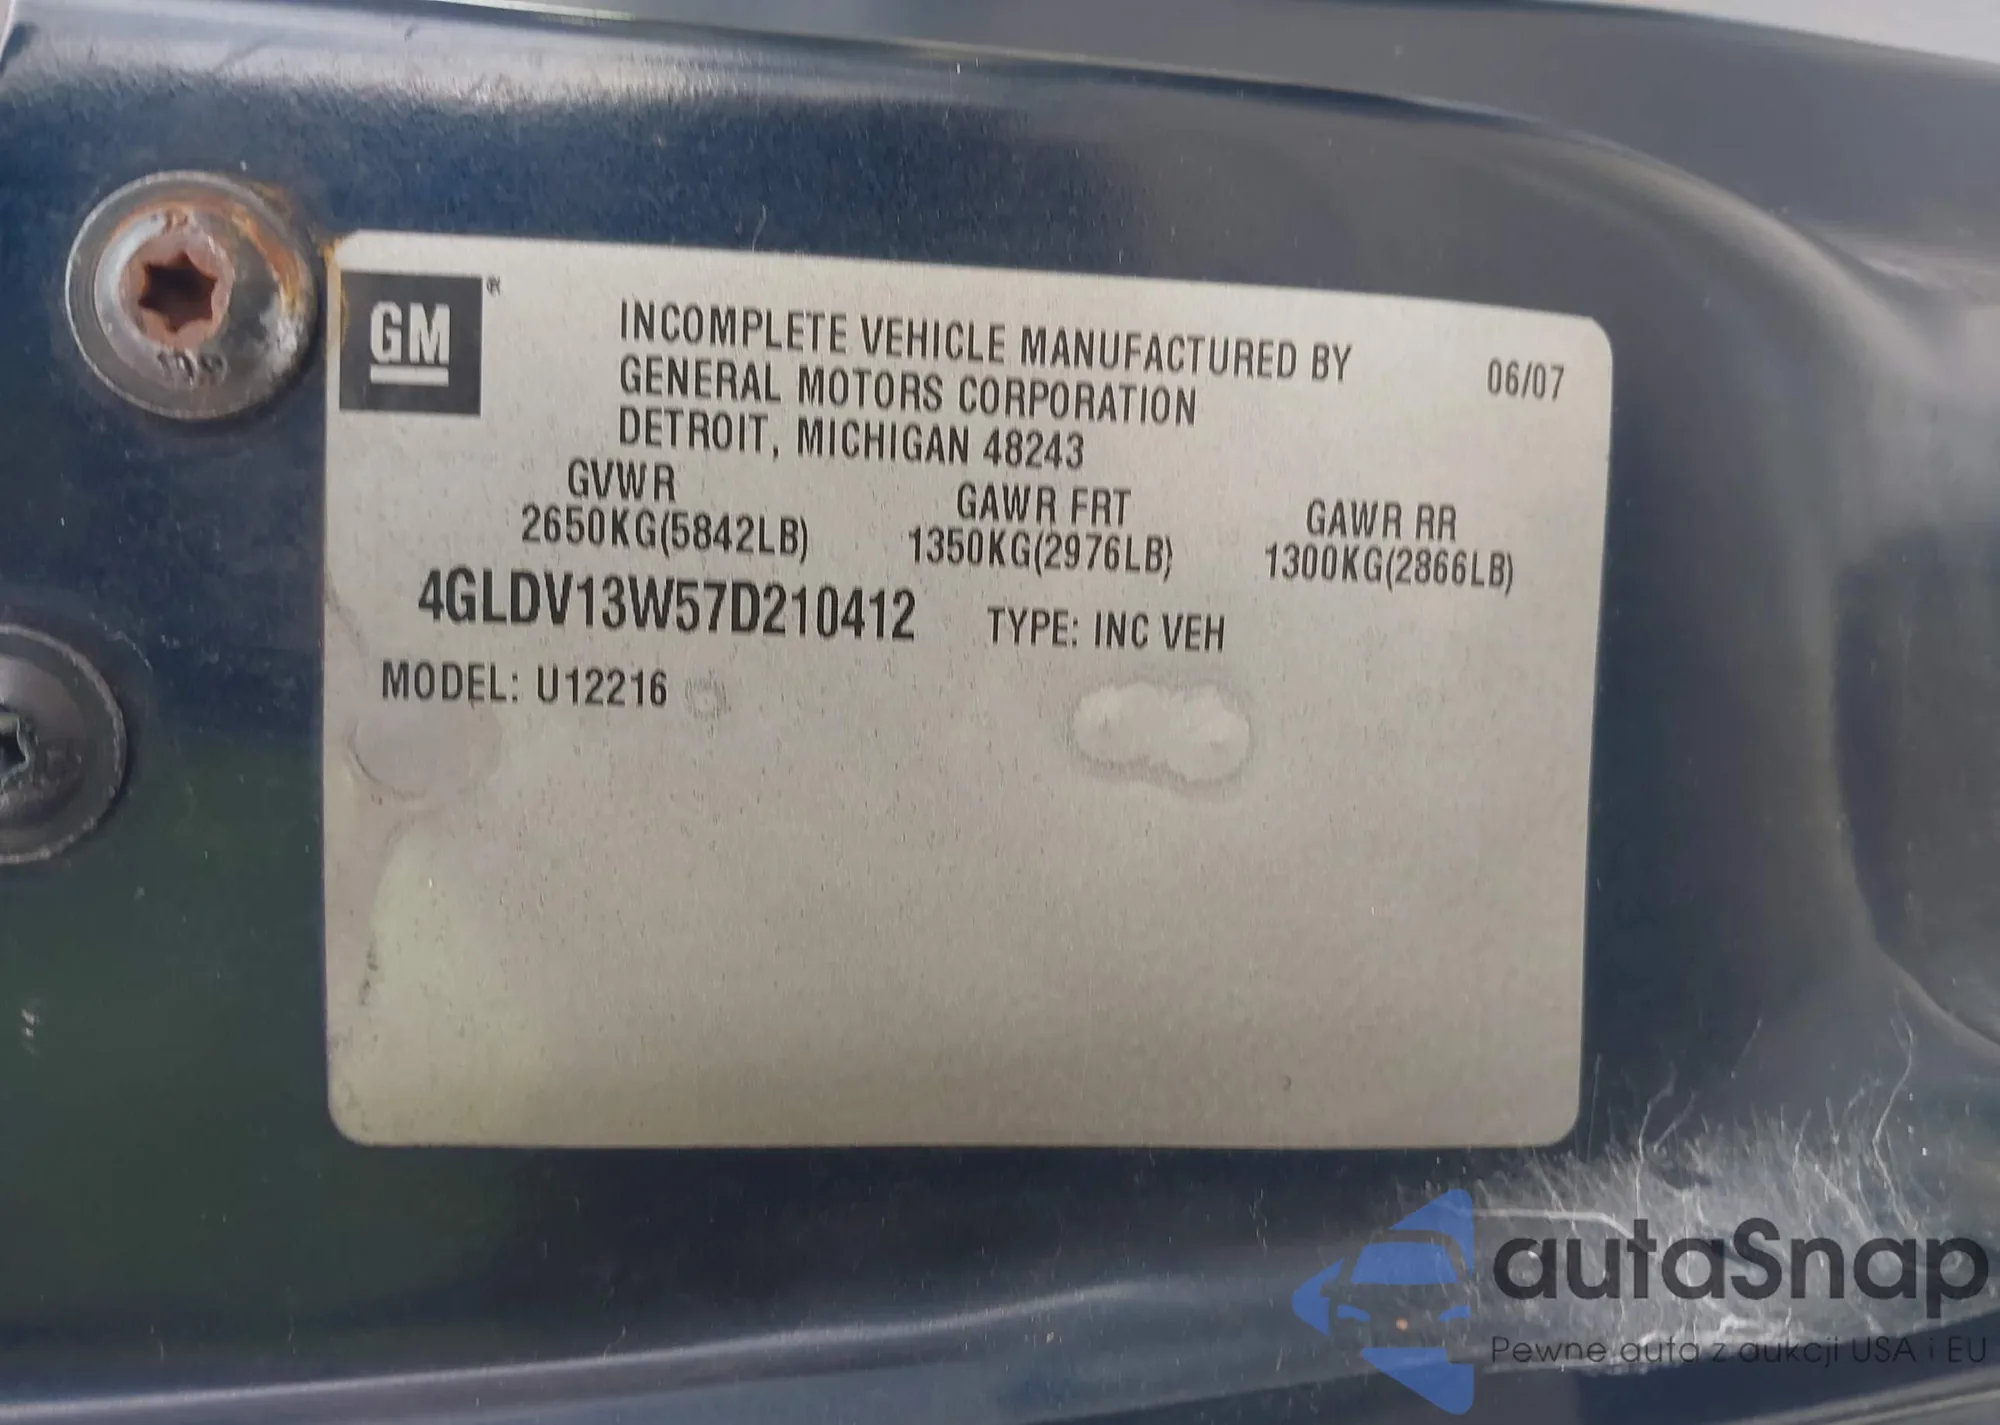 GM®
INCOMPLETE VEHICLE MANUFACTURED BY
GENERAL MOTORS CORPORATION
DETROIT, MICHIGAN 48243
06/07
GVWR
2650KG(5842LB)
GAWR FRT
1350KG(2976LB)
GAWR RR
1300KG(2866LB)
4GLDV13W57D210412
TYPE: INC VEH
MODEL: U12216
autaSnap
Pewne auta z aukcji USA i EU